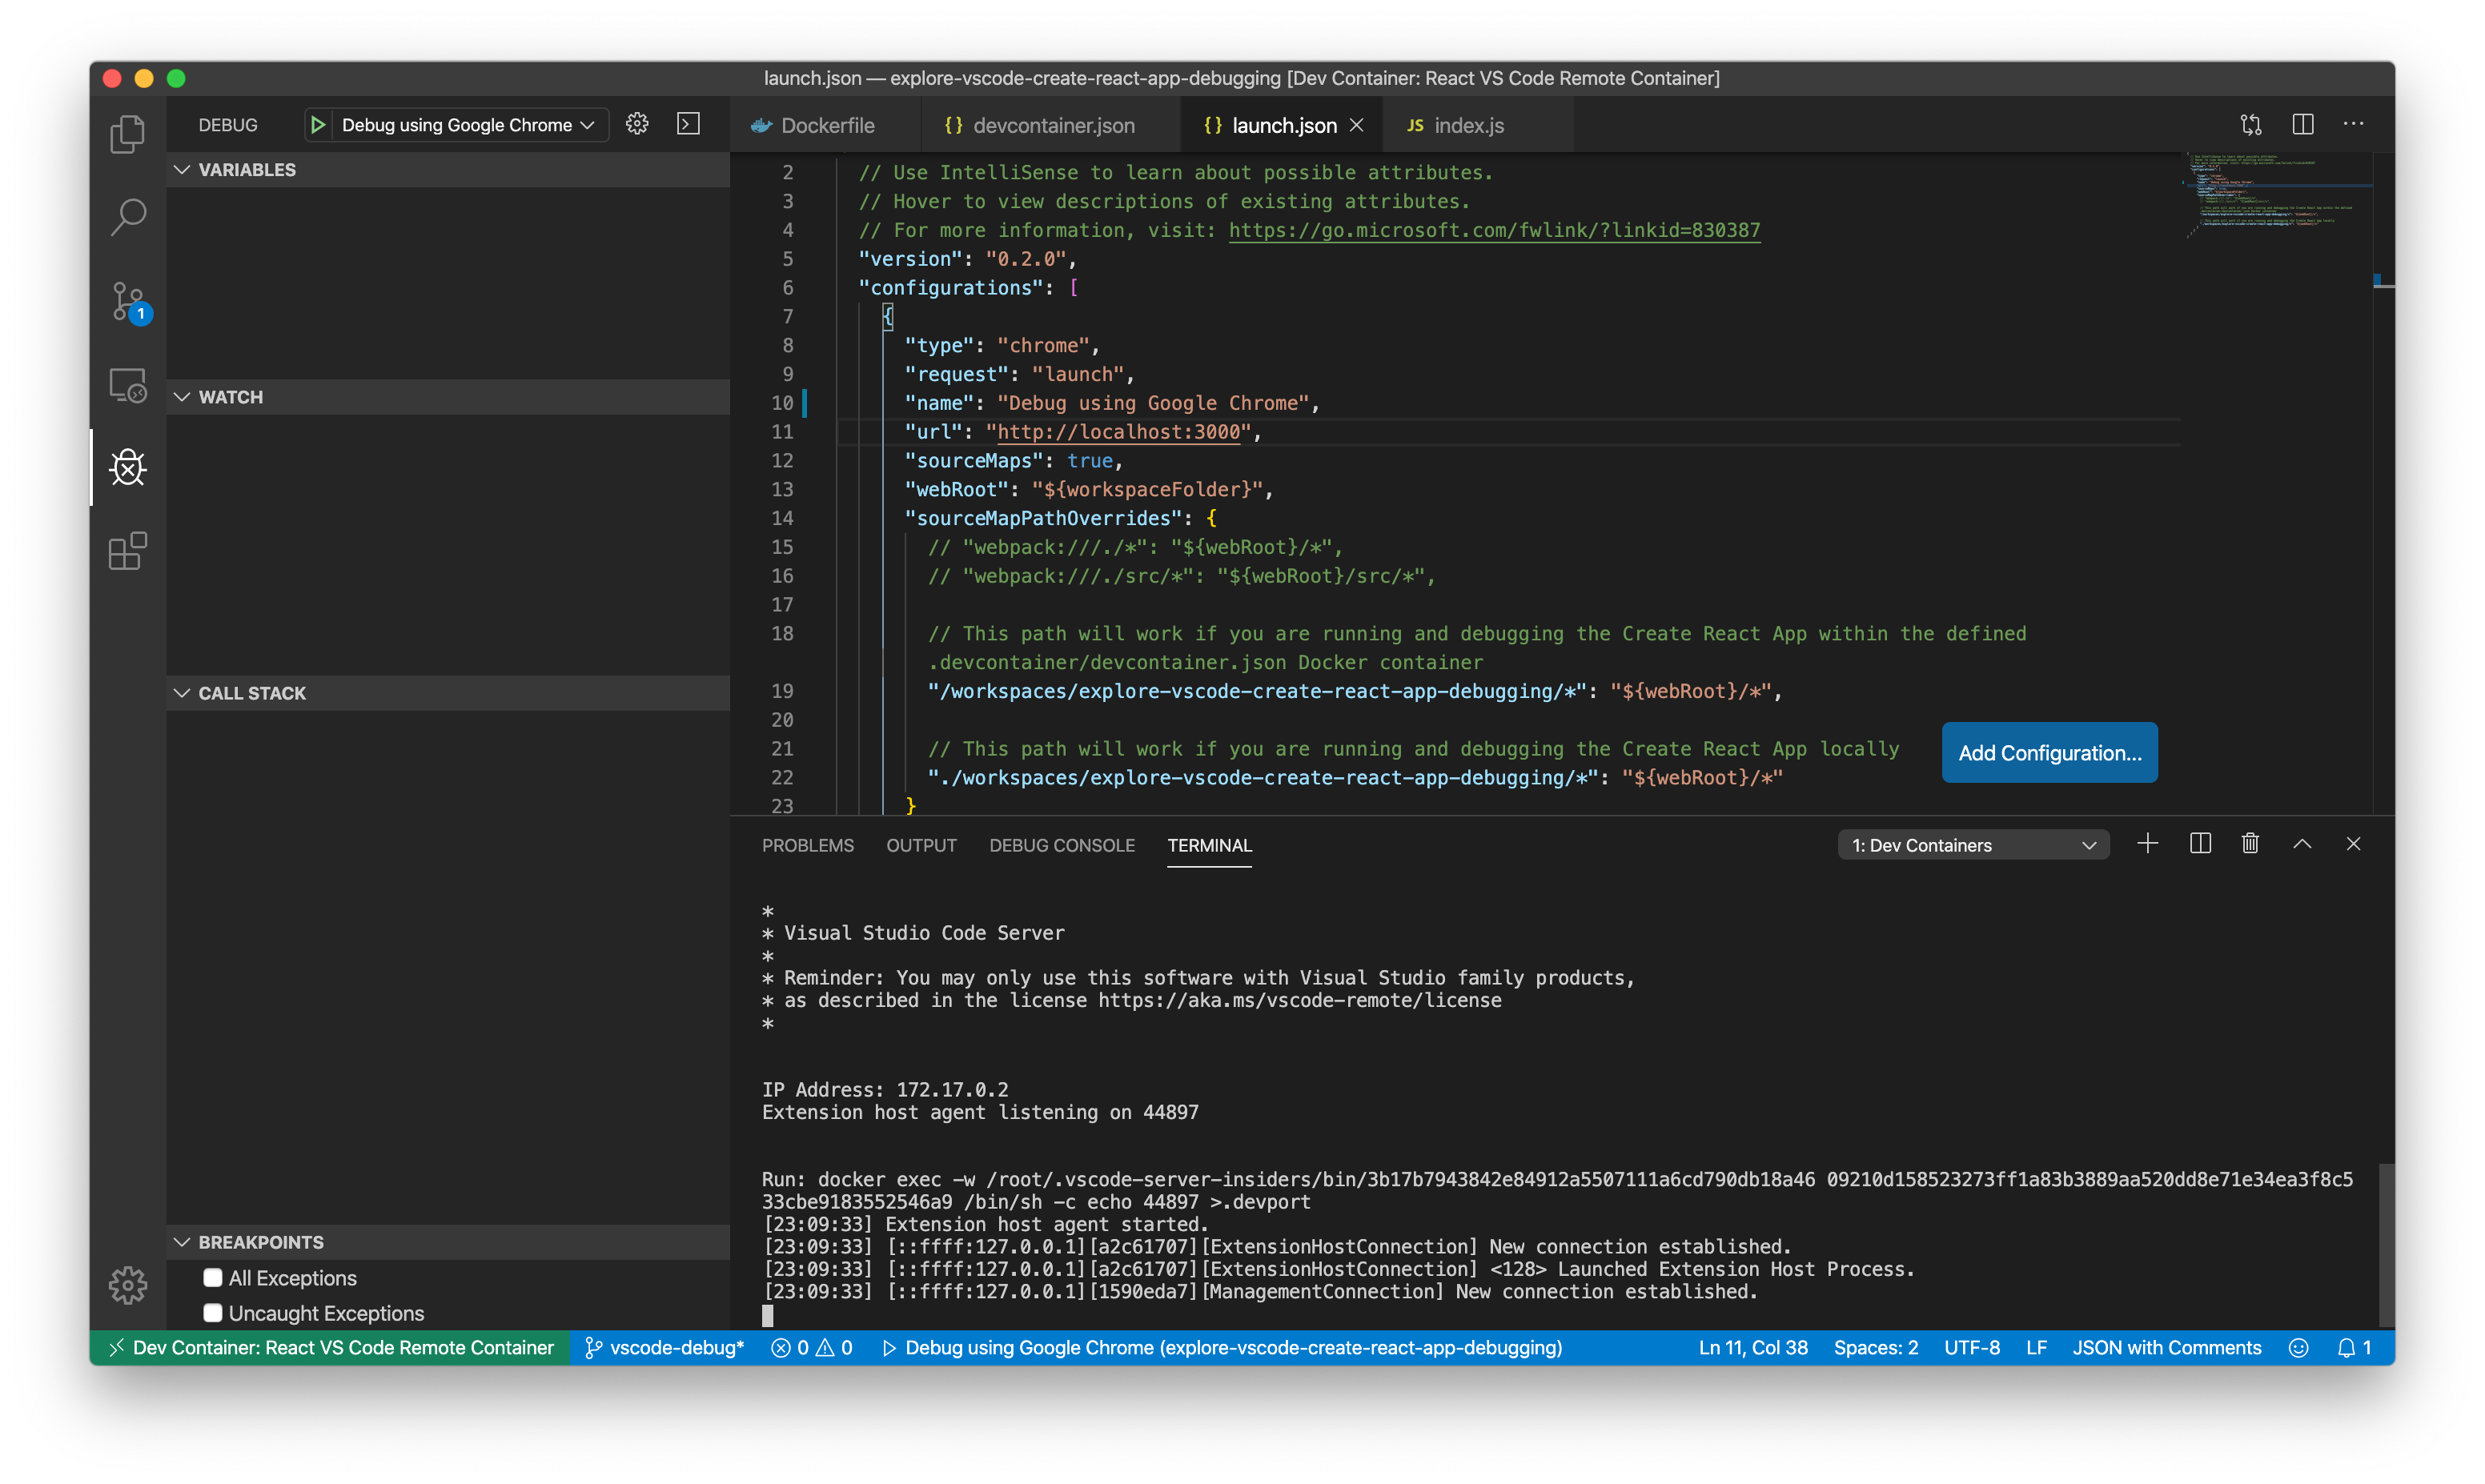 launch.json — explore-vscode-create-react-app-debugging [Dev Container: React VS Code Remote Container]
DEBUG
Debug using Google Chrome
Dockerfile
{} devcontainer.json
{} launch.json
JS index.js
VARIABLES
WATCH
CALL STACK
BREAKPOINTS
All Exceptions
Uncaught Exceptions
1
2 // Use IntelliSense to learn about possible attributes.
3 // Hover to view descriptions of existing attributes.
4 // For more information, visit: https://go.microsoft.com/fwlink/?linkid=830387
5 "version": "0.2.0",
6 "configurations": [
7 {
8 "type": "chrome",
9 "request": "launch",
10 "name": "Debug using Google Chrome",
11 "url": "http://localhost:3000",
12 "sourceMaps": true,
13 "webRoot": "${workspaceFolder}",
14 "sourceMapPathOverrides": {
15 // "webpack:///./*": "${webRoot}/*",
16 // "webpack:///./src/*": "${webRoot}/src/*",
17
18 // This path will work if you are running and debugging the Create React App within the defined
.devcontainer/devcontainer.json Docker container
19 "/workspaces/explore-vscode-create-react-app-debugging/*": "${webRoot}/*",
20
21 // This path will work if you are running and debugging the Create React App locally
22 "./workspaces/explore-vscode-create-react-app-debugging/*": "${webRoot}/*"
23 }
Add Configuration...
PROBLEMS OUTPUT DEBUG CONSOLE TERMINAL
1: Dev Containers
*
* Visual Studio Code Server
*
* Reminder: You may only use this software with Visual Studio family products,
* as described in the license https://aka.ms/vscode-remote/license
*
IP Address: 172.17.0.2
Extension host agent listening on 44897
Run: docker exec -w /root/.vscode-server-insiders/bin/3b17b7943842e84912a5507111a6cd790db18a46 09210d158523273ff1a83b3889aa520dd8e71e34ea3f8c5
33cbe9183552546a9 /bin/sh -c echo 44897 >.devport
[23:09:33] Extension host agent started.
[23:09:33] [::ffff:127.0.0.1][a2c61707][ExtensionHostConnection] New connection established.
[23:09:33] [::ffff:127.0.0.1][a2c61707][ExtensionHostConnection] <128> Launched Extension Host Process.
[23:09:33] [::ffff:127.0.0.1][1590eda7][ManagementConnection] New connection established.
Dev Container: React VS Code Remote Container vscode-debug* 0 0 Debug using Google Chrome (explore-vscode-create-react-app-debugging) Ln 11, Col 38 Spaces: 2 UTF-8 LF JSON with Comments 1